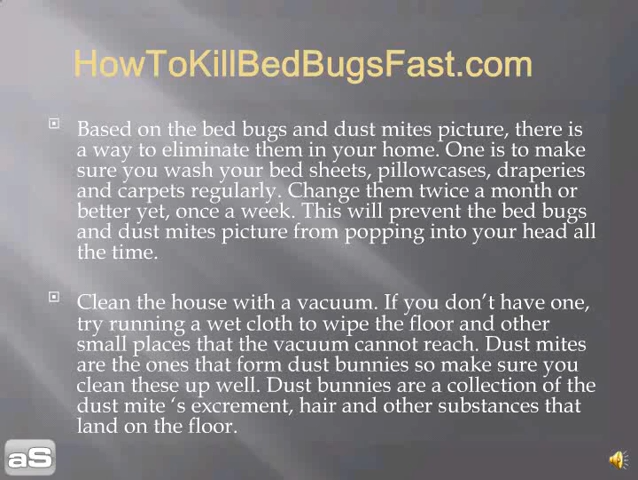 HowToKillBedBugsFast.com
Based on the bed bugs and dust mites picture, there is
a way to eliminate them in your home. One is to make
sure you wash your bed sheets, pillowcases, draperies
and carpets regularly. Change them twice a month or
better yet, once a week. This will prevent the bed bugs
and dust mites picture from popping into your head all
the time.
Clean the house with a vacuum. If you don’t have one,
try running a wet cloth to wipe the floor and other
small places that the vacuum cannot reach. Dust mites
are the ones that form dust bunnies so make sure you
clean these up well. Dust bunnies are a collection of the
dust mite ‘s excrement, hair and other substances that
land on the floor.
aS